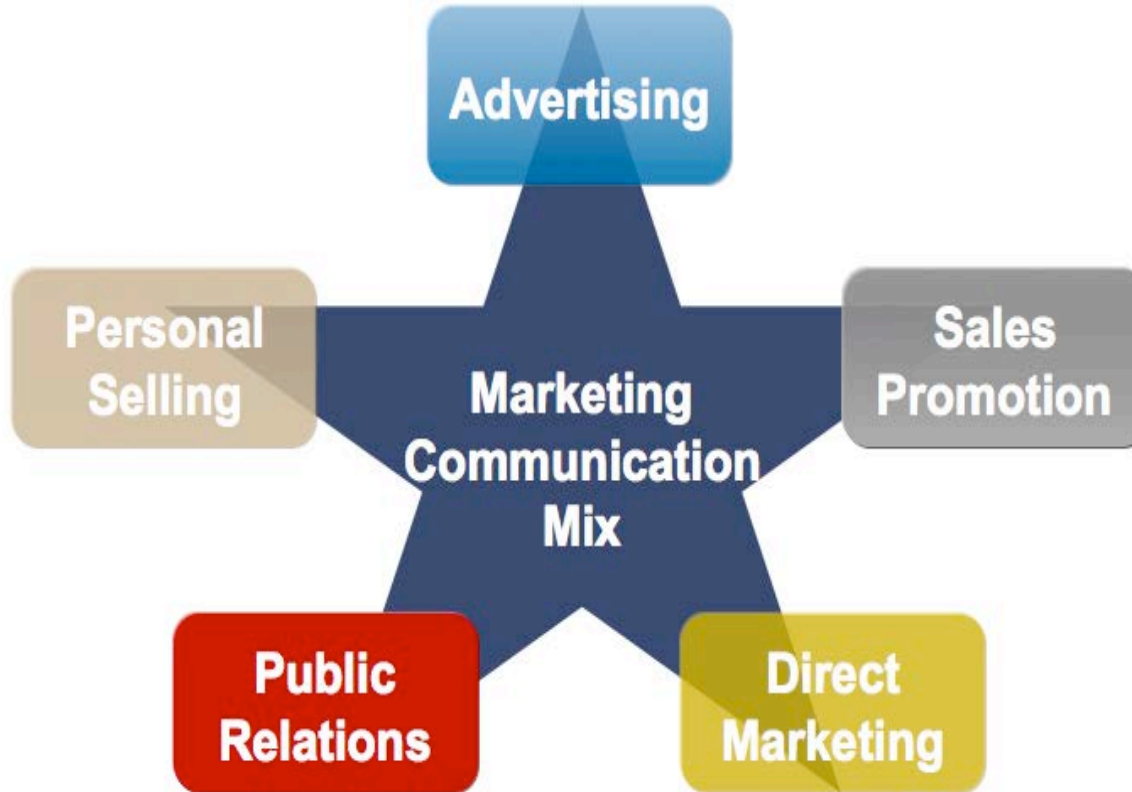 Advertising
Personal
Selling
Sales
Promotion
Marketing
Communication
Mix
Public
Relations
Direct
Marketing